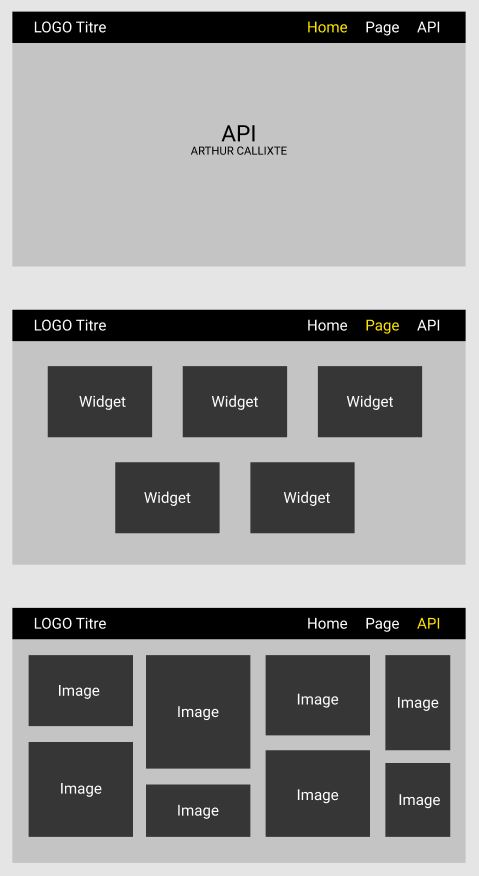 LOGO Titre Home Page API
API
ARTHUR CALLIXTE
LOGO Titre Home Page API
Widget Widget Widget
Widget Widget
LOGO Titre Home Page API
Image Image Image Image
Image Image Image Image